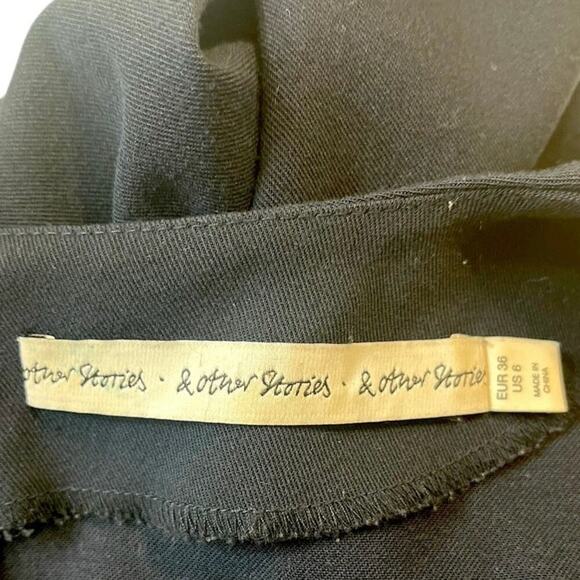 other Stories · & other Stories · & other Stories
EUR 36
US 6
MADE IN
CHINA